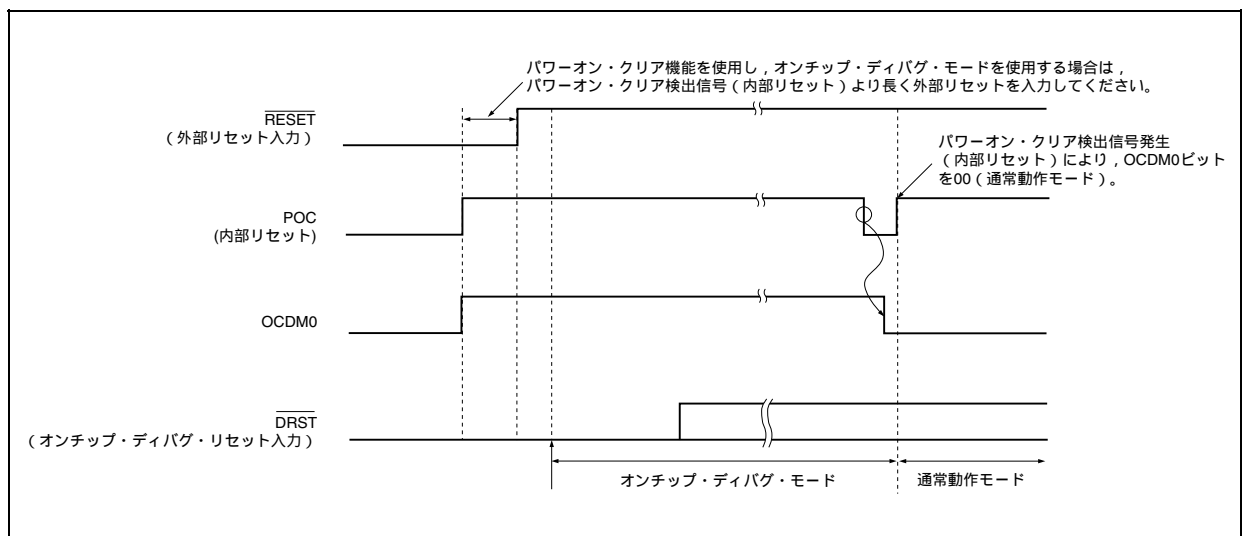 パワーオン・クリア機能を使用し，オンチップ・ディバグ・モードを使用する場合は，
パワーオン・クリア検出信号（内部リセット）より長く外部リセットを入力してください。
RESET
（外部リセット入力）
パワーオン・クリア検出信号発生
（内部リセット）により，OCDM0ビット
を00（通常動作モード）。
POC
(内部リセット)
OCDM0
DRST
（オンチップ・ディバグ・リセット入力）
オンチップ・ディバグ・モード
通常動作モード